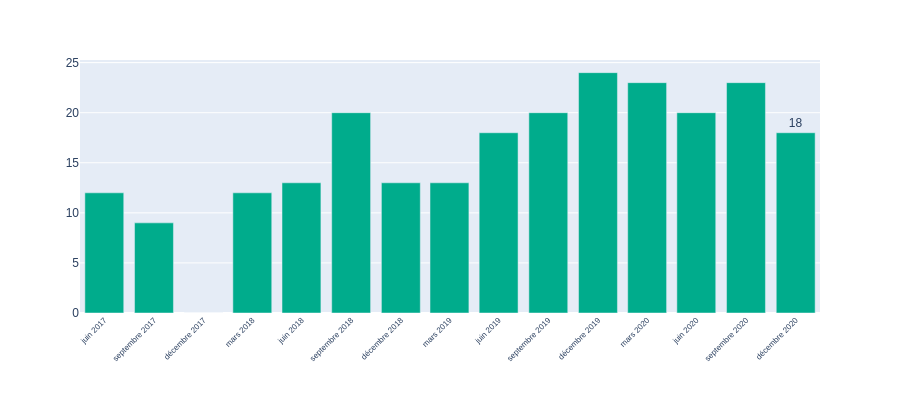 25
20
15
10
5
0
18
juin 2017
septembre 2017
décembre 2017
mars 2018
juin 2018
septembre 2018
décembre 2018
mars 2019
juin 2019
septembre 2019
décembre 2019
mars 2020
juin 2020
septembre 2020
décembre 2020